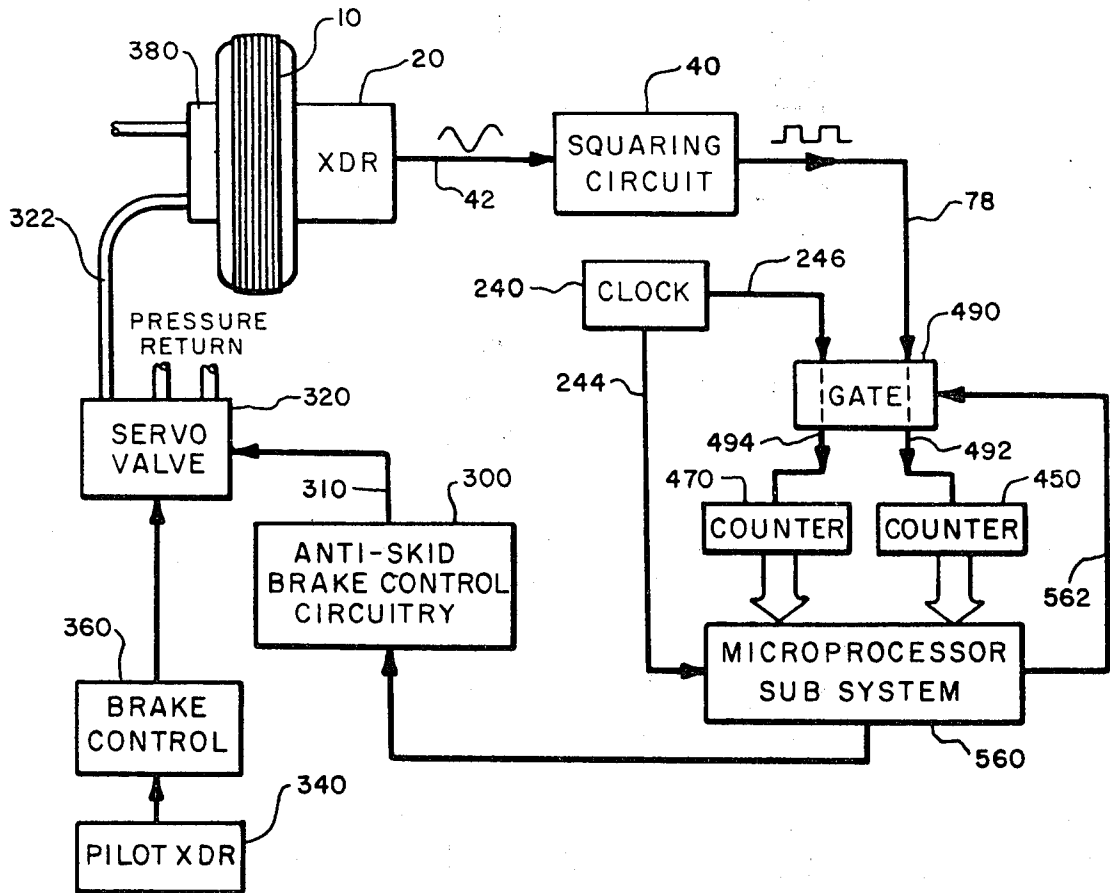 10
380
20
40
XDR
SQUARING
CIRCUIT
42
78
322
246
240
CLOCK
490
PRESSURE
RETURN
244
GATE
320
494
492
SERVO
VALVE
470
450
310
300
COUNTER
COUNTER
ANTI-SKID
BRAKE CONTROL
CIRCUITRY
562
360
MICROPROCESSOR
SUB SYSTEM
BRAKE
CONTROL
560
340
PILOT XDR